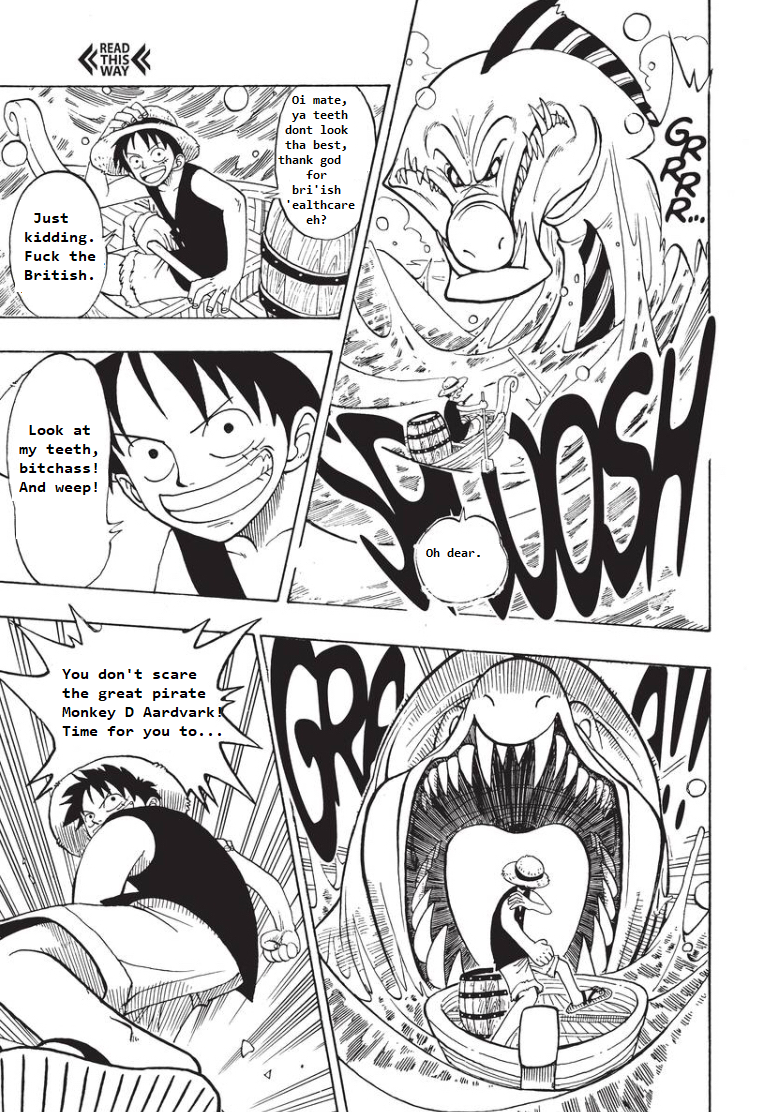 READ
THIS
WAY
GRRRR...
SWOOOSH
Oh dear.
Oi mate,
ya teeth
dont look
tha best,
thank god
for
bri'ish
'ealthcare
eh?
Just
kidding.
Fuck the
British.
Look at
my teeth,
bitchass!
And weep!
You don't scare
the great pirate
Monkey D Aardvark!
Time for you to...